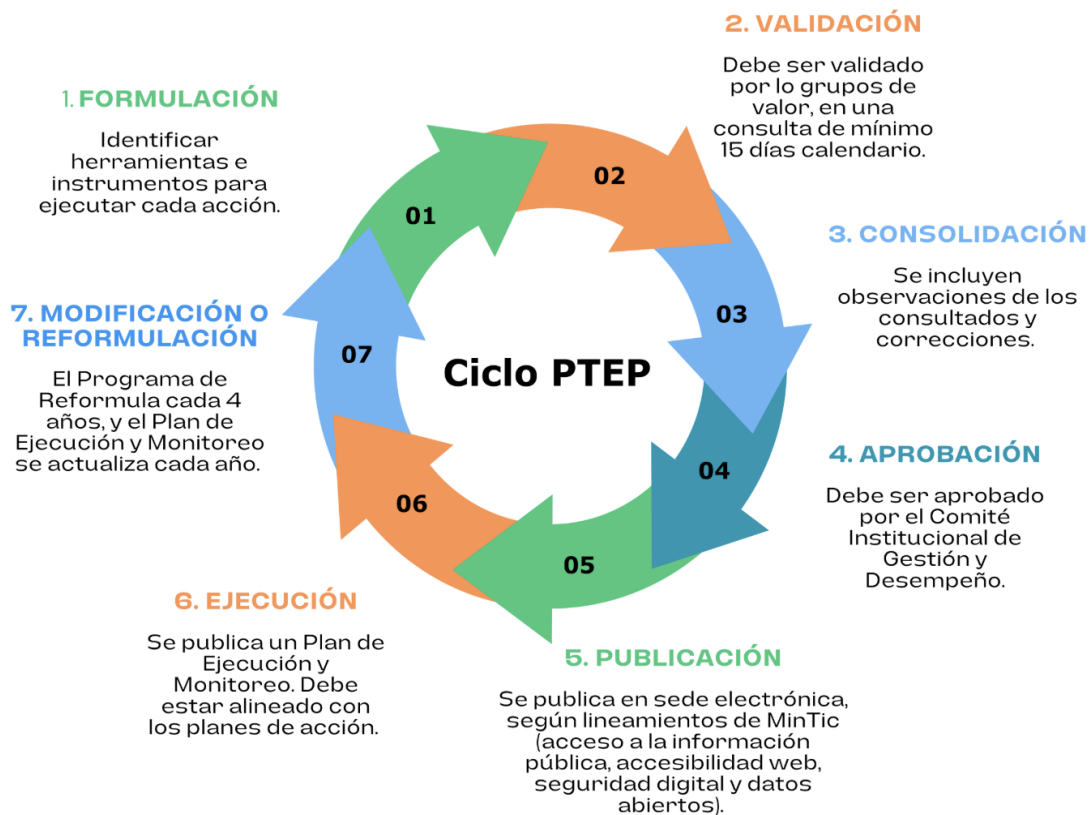 1. FORMULACIÓN
Identificar
herramientas e
instrumentos para
ejecutar cada acción.
2. VALIDACIÓN
Debe ser validado
por lo grupos de
valor, en una
consulta de mínimo
15 días calendario.
3. CONSOLIDACIÓN
Se incluyen
observaciones de los
consultados y
correcciones.
4. APROBACIÓN
Debe ser aprobado
por el Comité
Institucional de
Gestión y
Desempeño.
5. PUBLICACIÓN
Se publica en sede electrónica,
según lineamientos de MinTic
(acceso a la información
pública, accesibilidad web,
seguridad digital y datos
abiertos).
6. EJECUCIÓN
Se publica un Plan de
Ejecución y
Monitoreo. Debe
estar alineado con
los planes de acción.
7. MODIFICACIÓN O
REFORMULACIÓN
El Programa de
Reformula cada 4
años, y el Plan de
Ejecución y Monitoreo
se actualiza cada año.
01
02
03
04
05
06
07
Ciclo PTEP